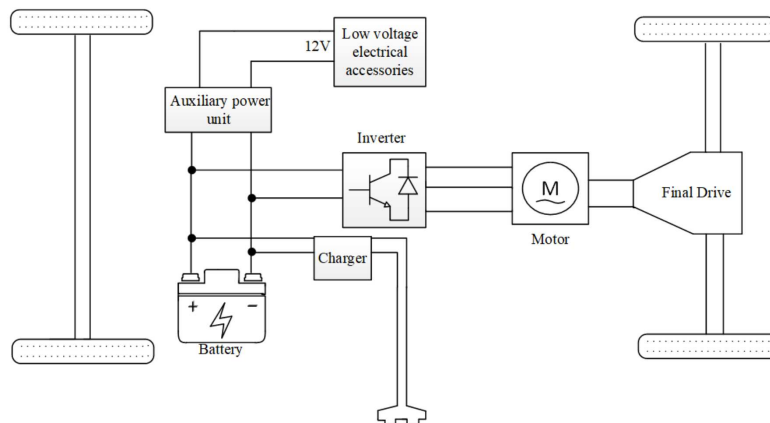 12V
Low voltage
electrical
accessories
Auxiliary power
unit
Inverter
M
Motor
Final Drive
Charger
+ −
Battery